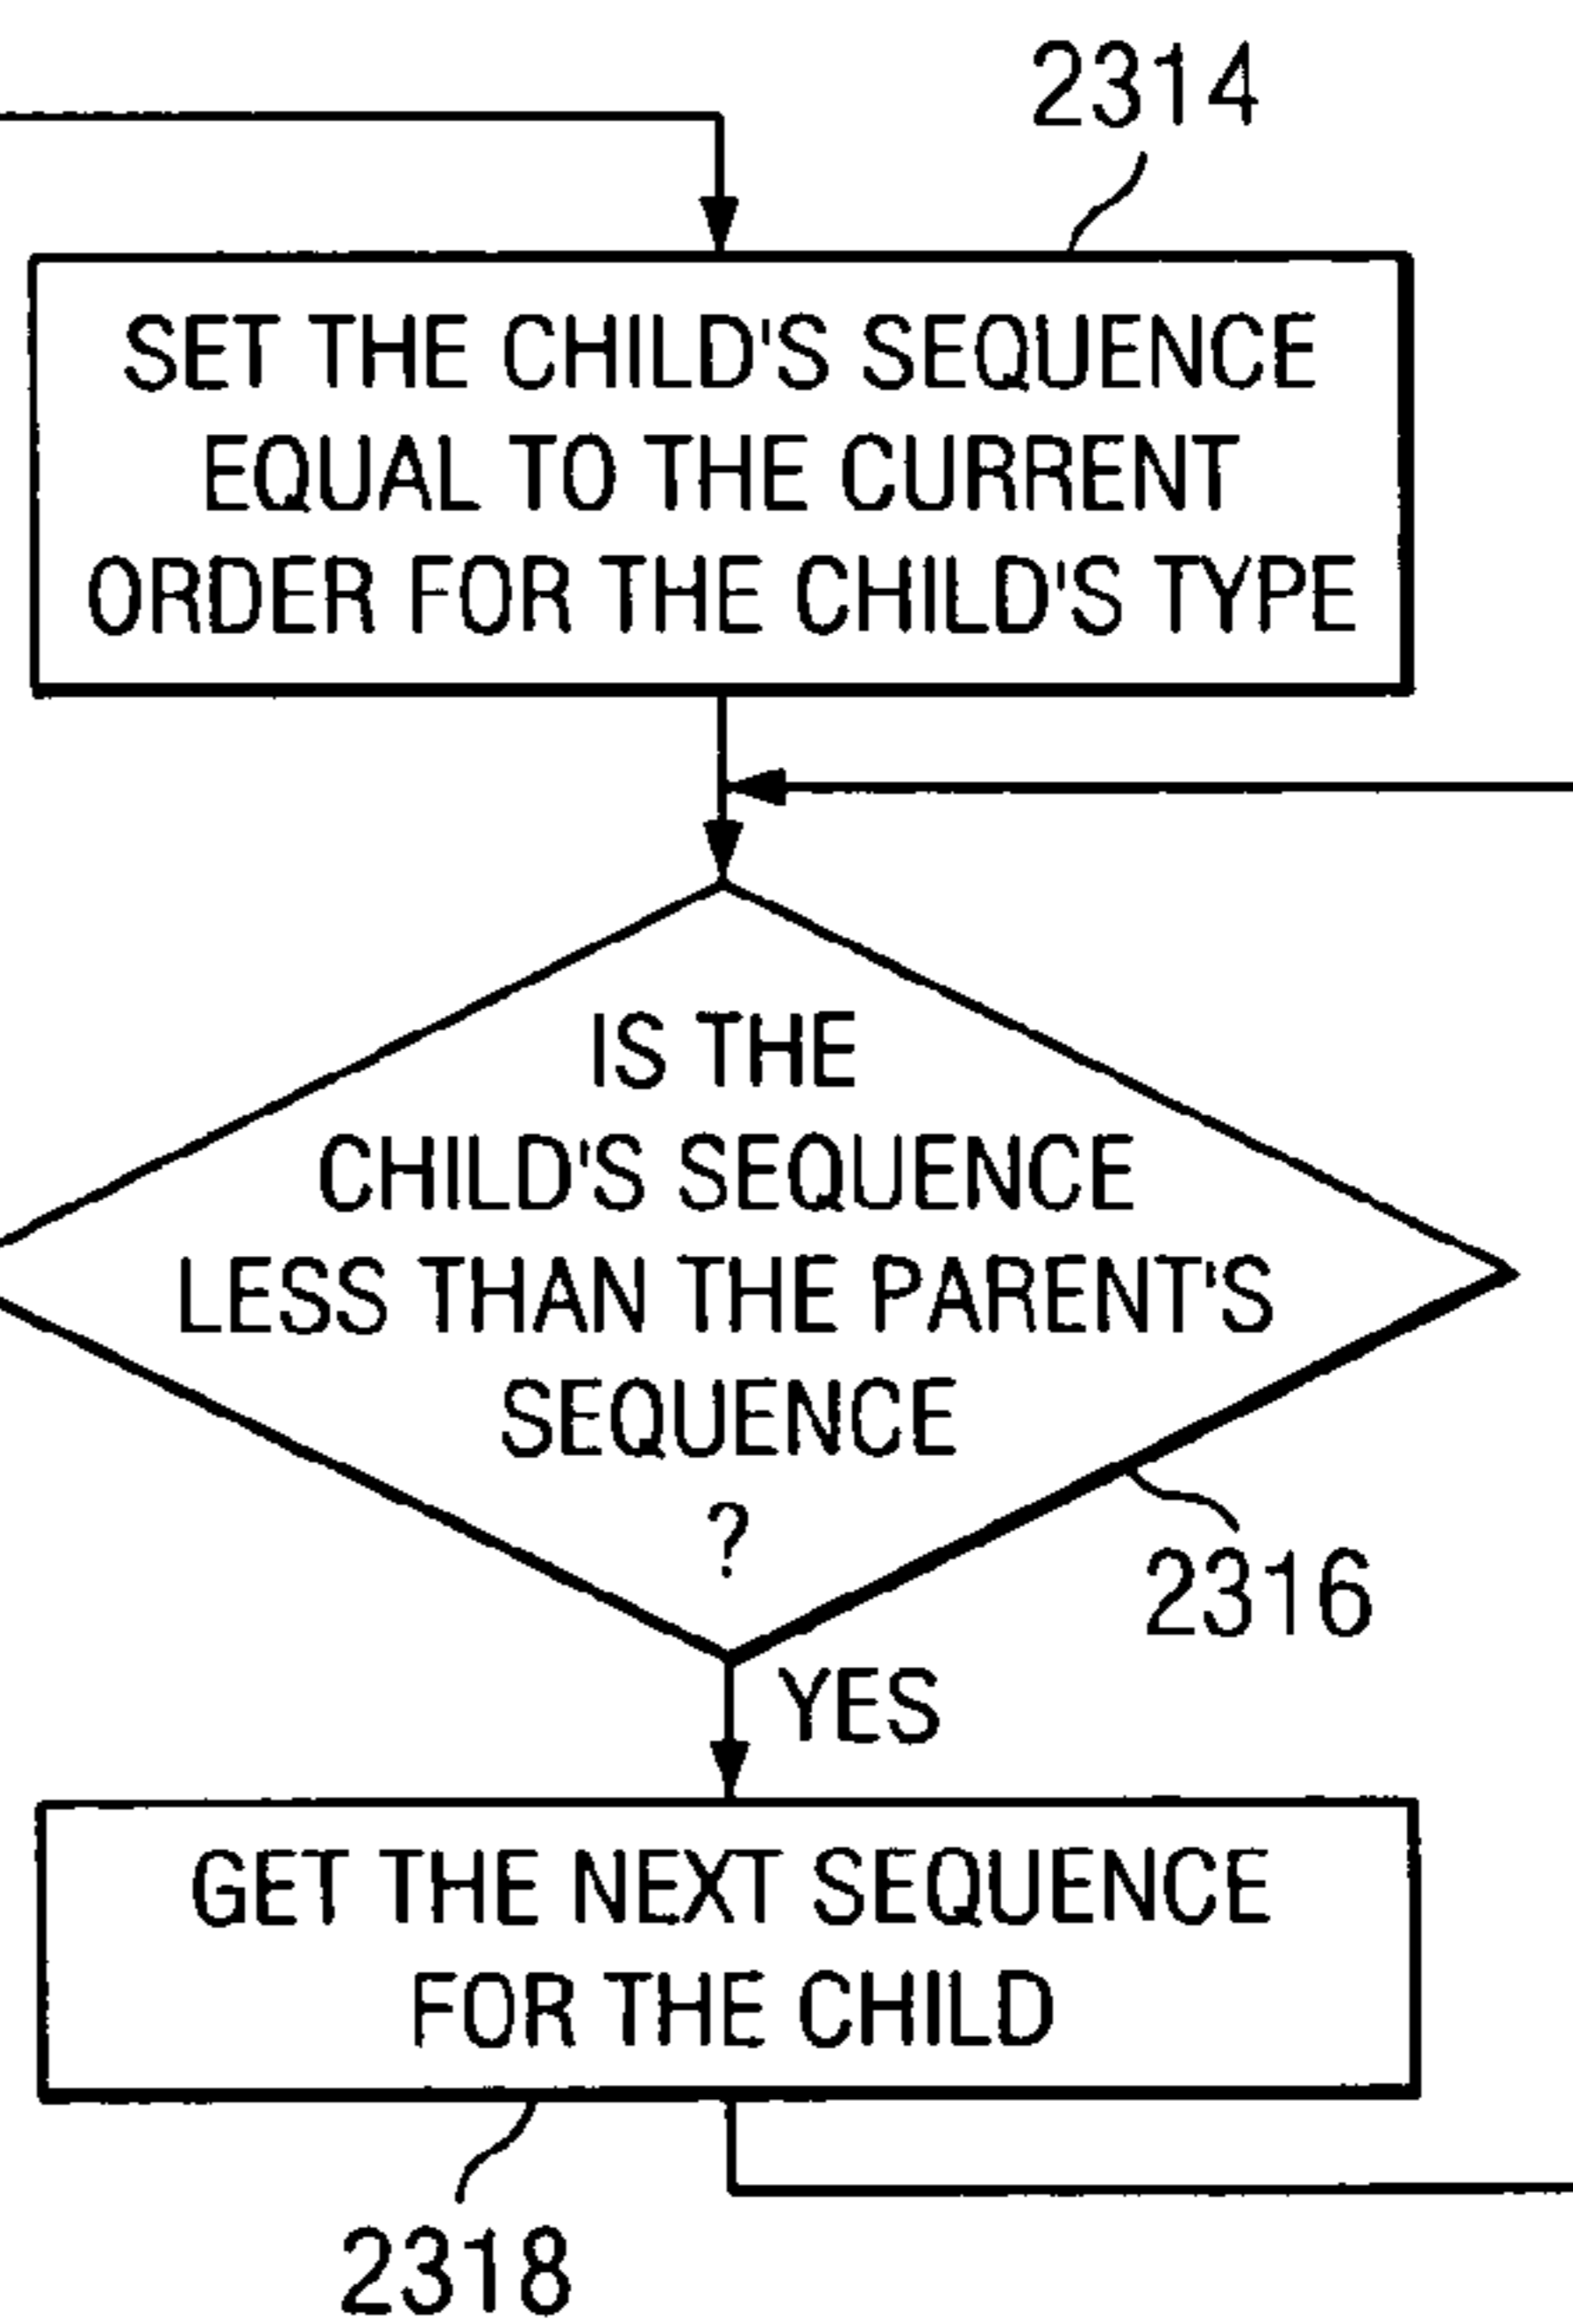 2314
SET THE CHILD'S SEQUENCE
EQUAL TO THE CURRENT
ORDER FOR THE CHILD'S TYPE
IS THE
CHILD'S SEQUENCE
LESS THAN THE PARENT'S
SEQUENCE
?
2316
YES
GET THE NEXT SEQUENCE
FOR THE CHILD
2318